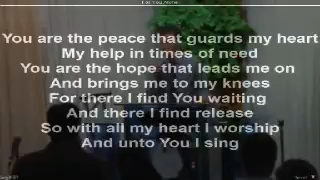 You are the peace that guards my heart
My help in times of need
You are the hope that leads me on
And brings me to my knees
For there I find You waiting
And there I find release
So with all my heart I worship
And unto You I sing